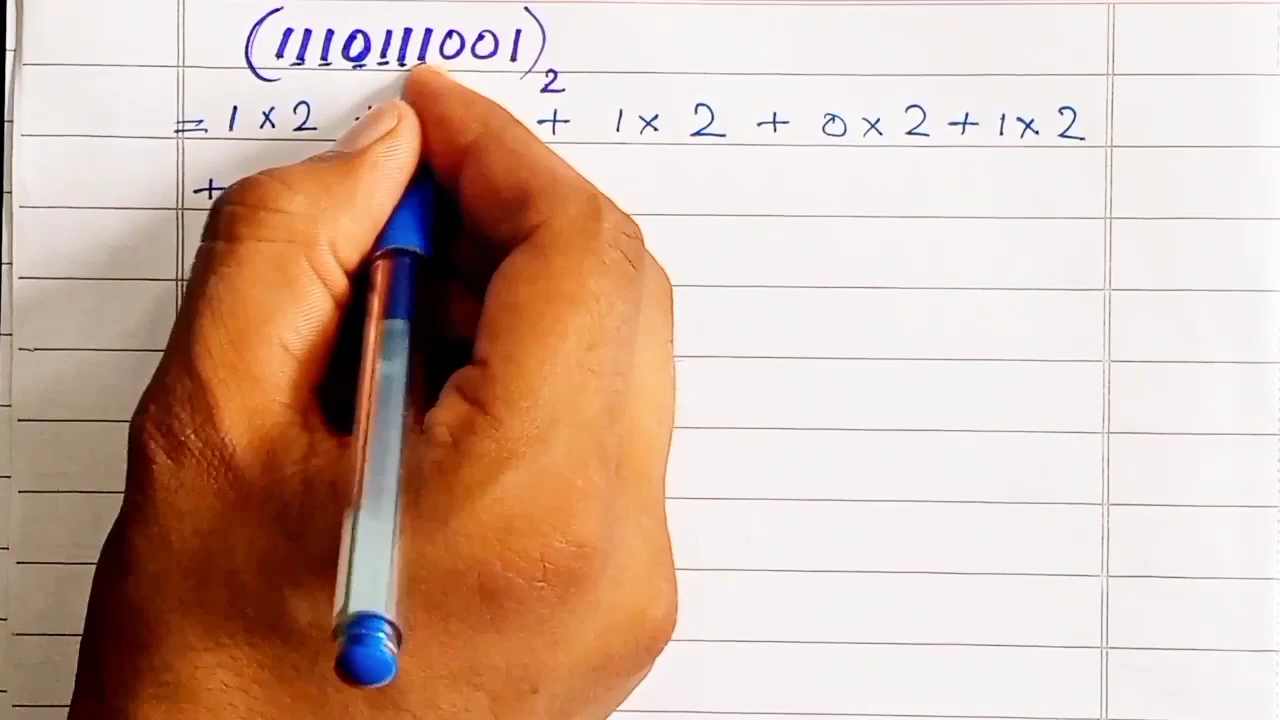 (1110111001)2
= 1 × 2 + 1 × 2 + 0 × 2 + 1 × 2
+